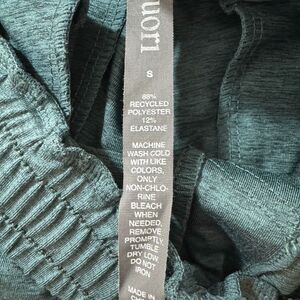 uori
S
88%
RECYCLED
POLYESTER
12%
ELASTANE
MACHINE
WASH COLD
WITH LIKE
COLORS,
ONLY
NON-CHLO-
RINE
BLEACH
WHEN
NEEDED,
REMOVE
PROMPTLY,
TUMBLE
DRY LOW
DO NOT
IRON
MADE IN